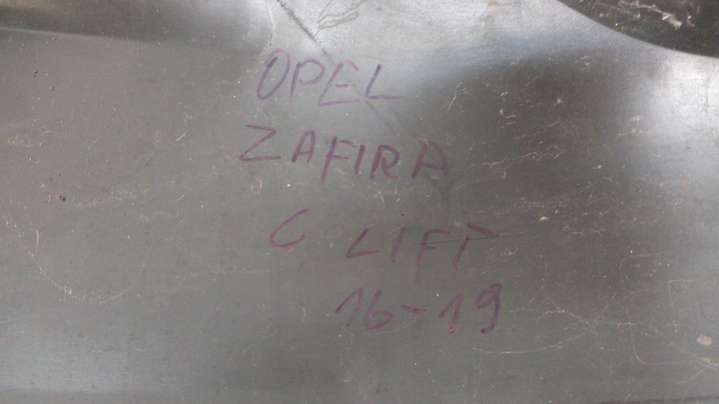 OPEL
ZAFIRA
C LIFT
16-19